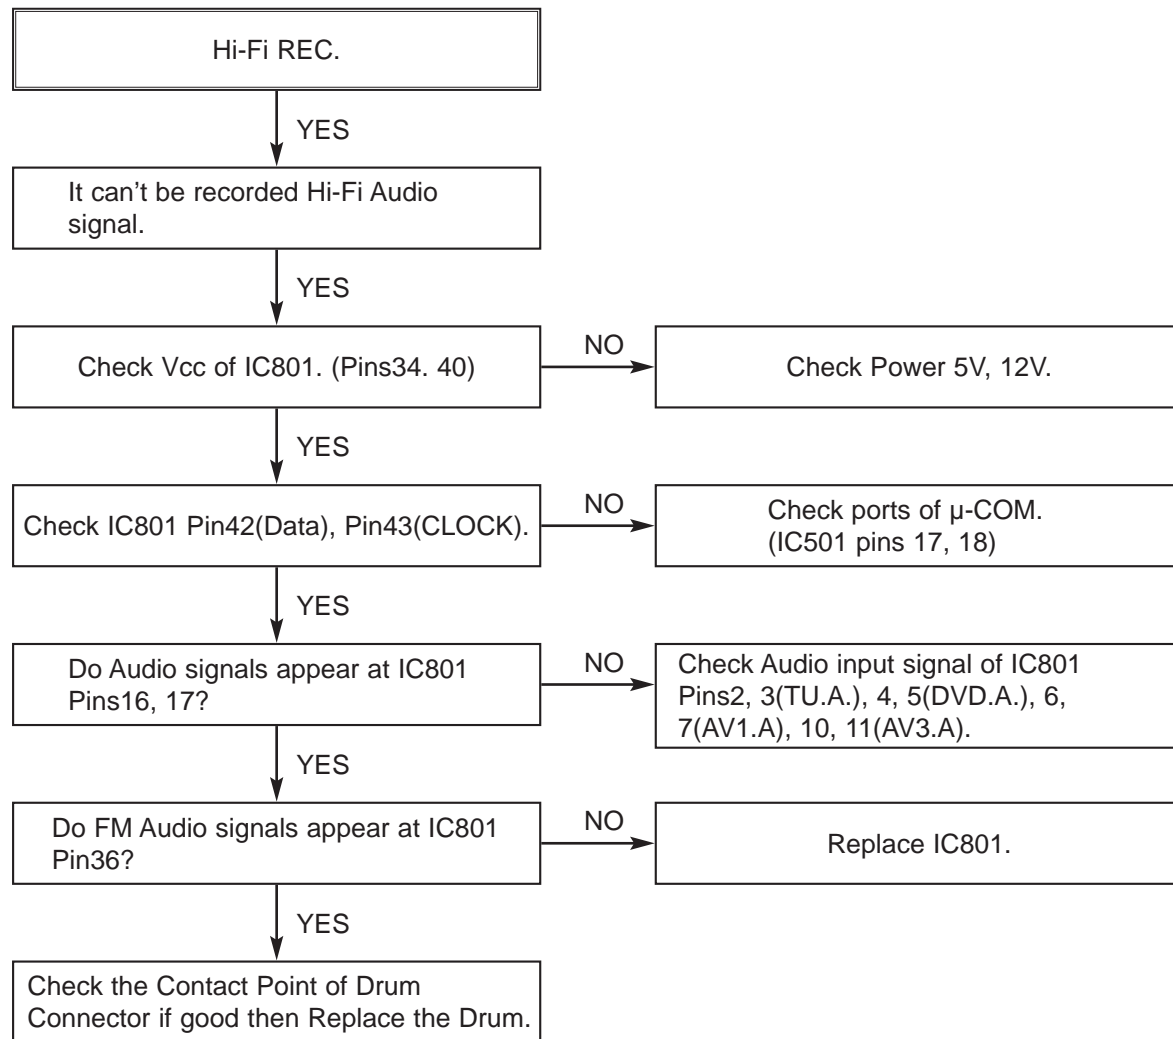 Hi-Fi REC.
YES
It can't be recorded Hi-Fi Audio
signal.
YES
Check Vcc of IC801. (Pins34. 40)
NO
Check Power 5V, 12V.
YES
Check IC801 Pin42(Data), Pin43(CLOCK).
NO
Check ports of µ-COM.
(IC501 pins 17, 18)
YES
Do Audio signals appear at IC801
Pins16, 17?
NO
Check Audio input signal of IC801
Pins2, 3(TU.A.), 4, 5(DVD.A.), 6,
7(AV1.A), 10, 11(AV3.A).
YES
Do FM Audio signals appear at IC801
Pin36?
NO
Replace IC801.
YES
Check the Contact Point of Drum
Connector if good then Replace the Drum.